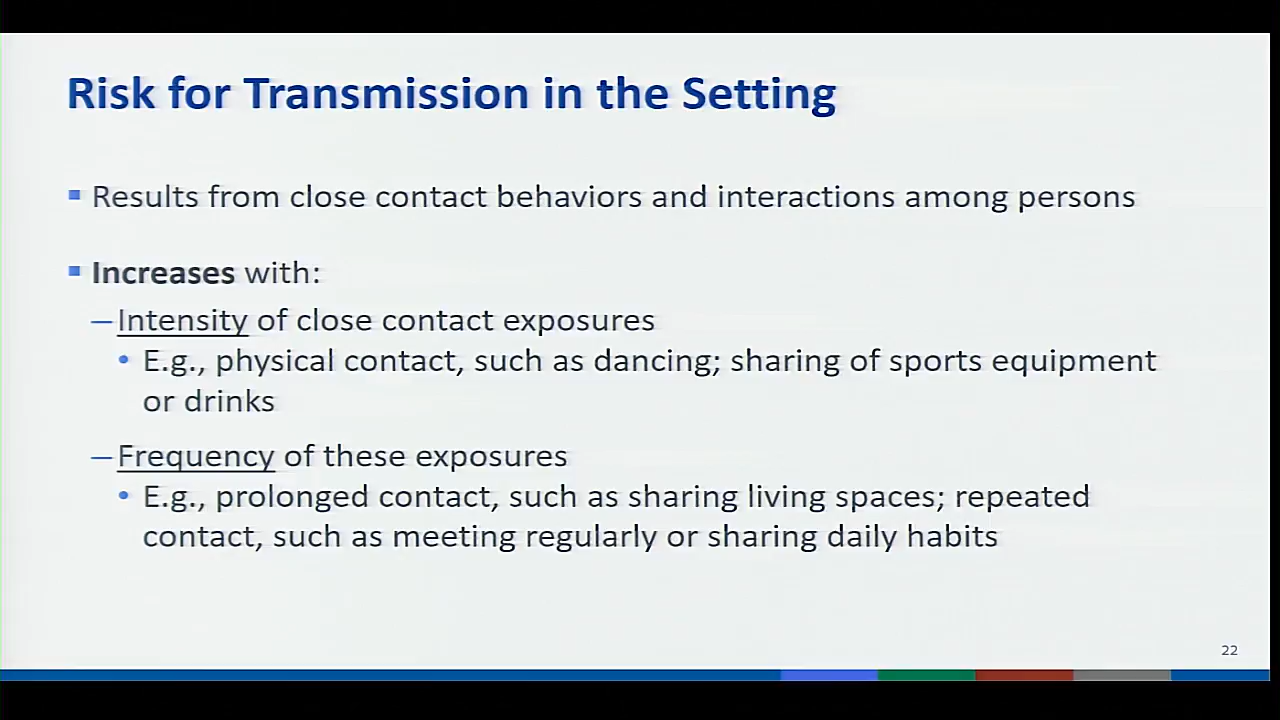 Risk for Transmission in the Setting
Results from close contact behaviors and interactions among persons
Increases with:
—Intensity of close contact exposures
• E.g., physical contact, such as dancing; sharing of sports equipment
or drinks
—Frequency of these exposures
• E.g., prolonged contact, such as sharing living spaces; repeated
contact, such as meeting regularly or sharing daily habits
22